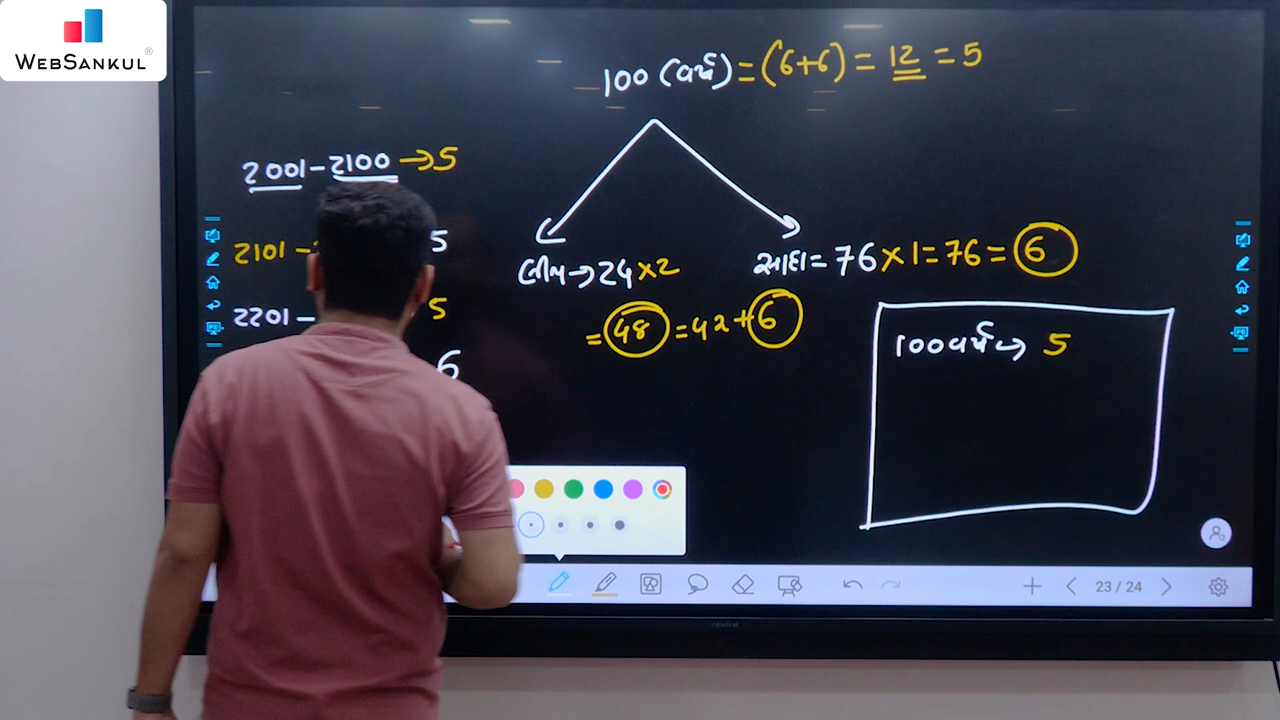 WEBSANKUL®
100 (વર્ષ) = (6+6) = 12 = 5
2001 - 2100 → 5
2101 - 5
2201 - 5
6
લીપ → 24 × 2
= 48 = 42 + 6
સાદા = 76 × 1 = 76 = 6
100 વર્ષ → 5
23 / 24
newline